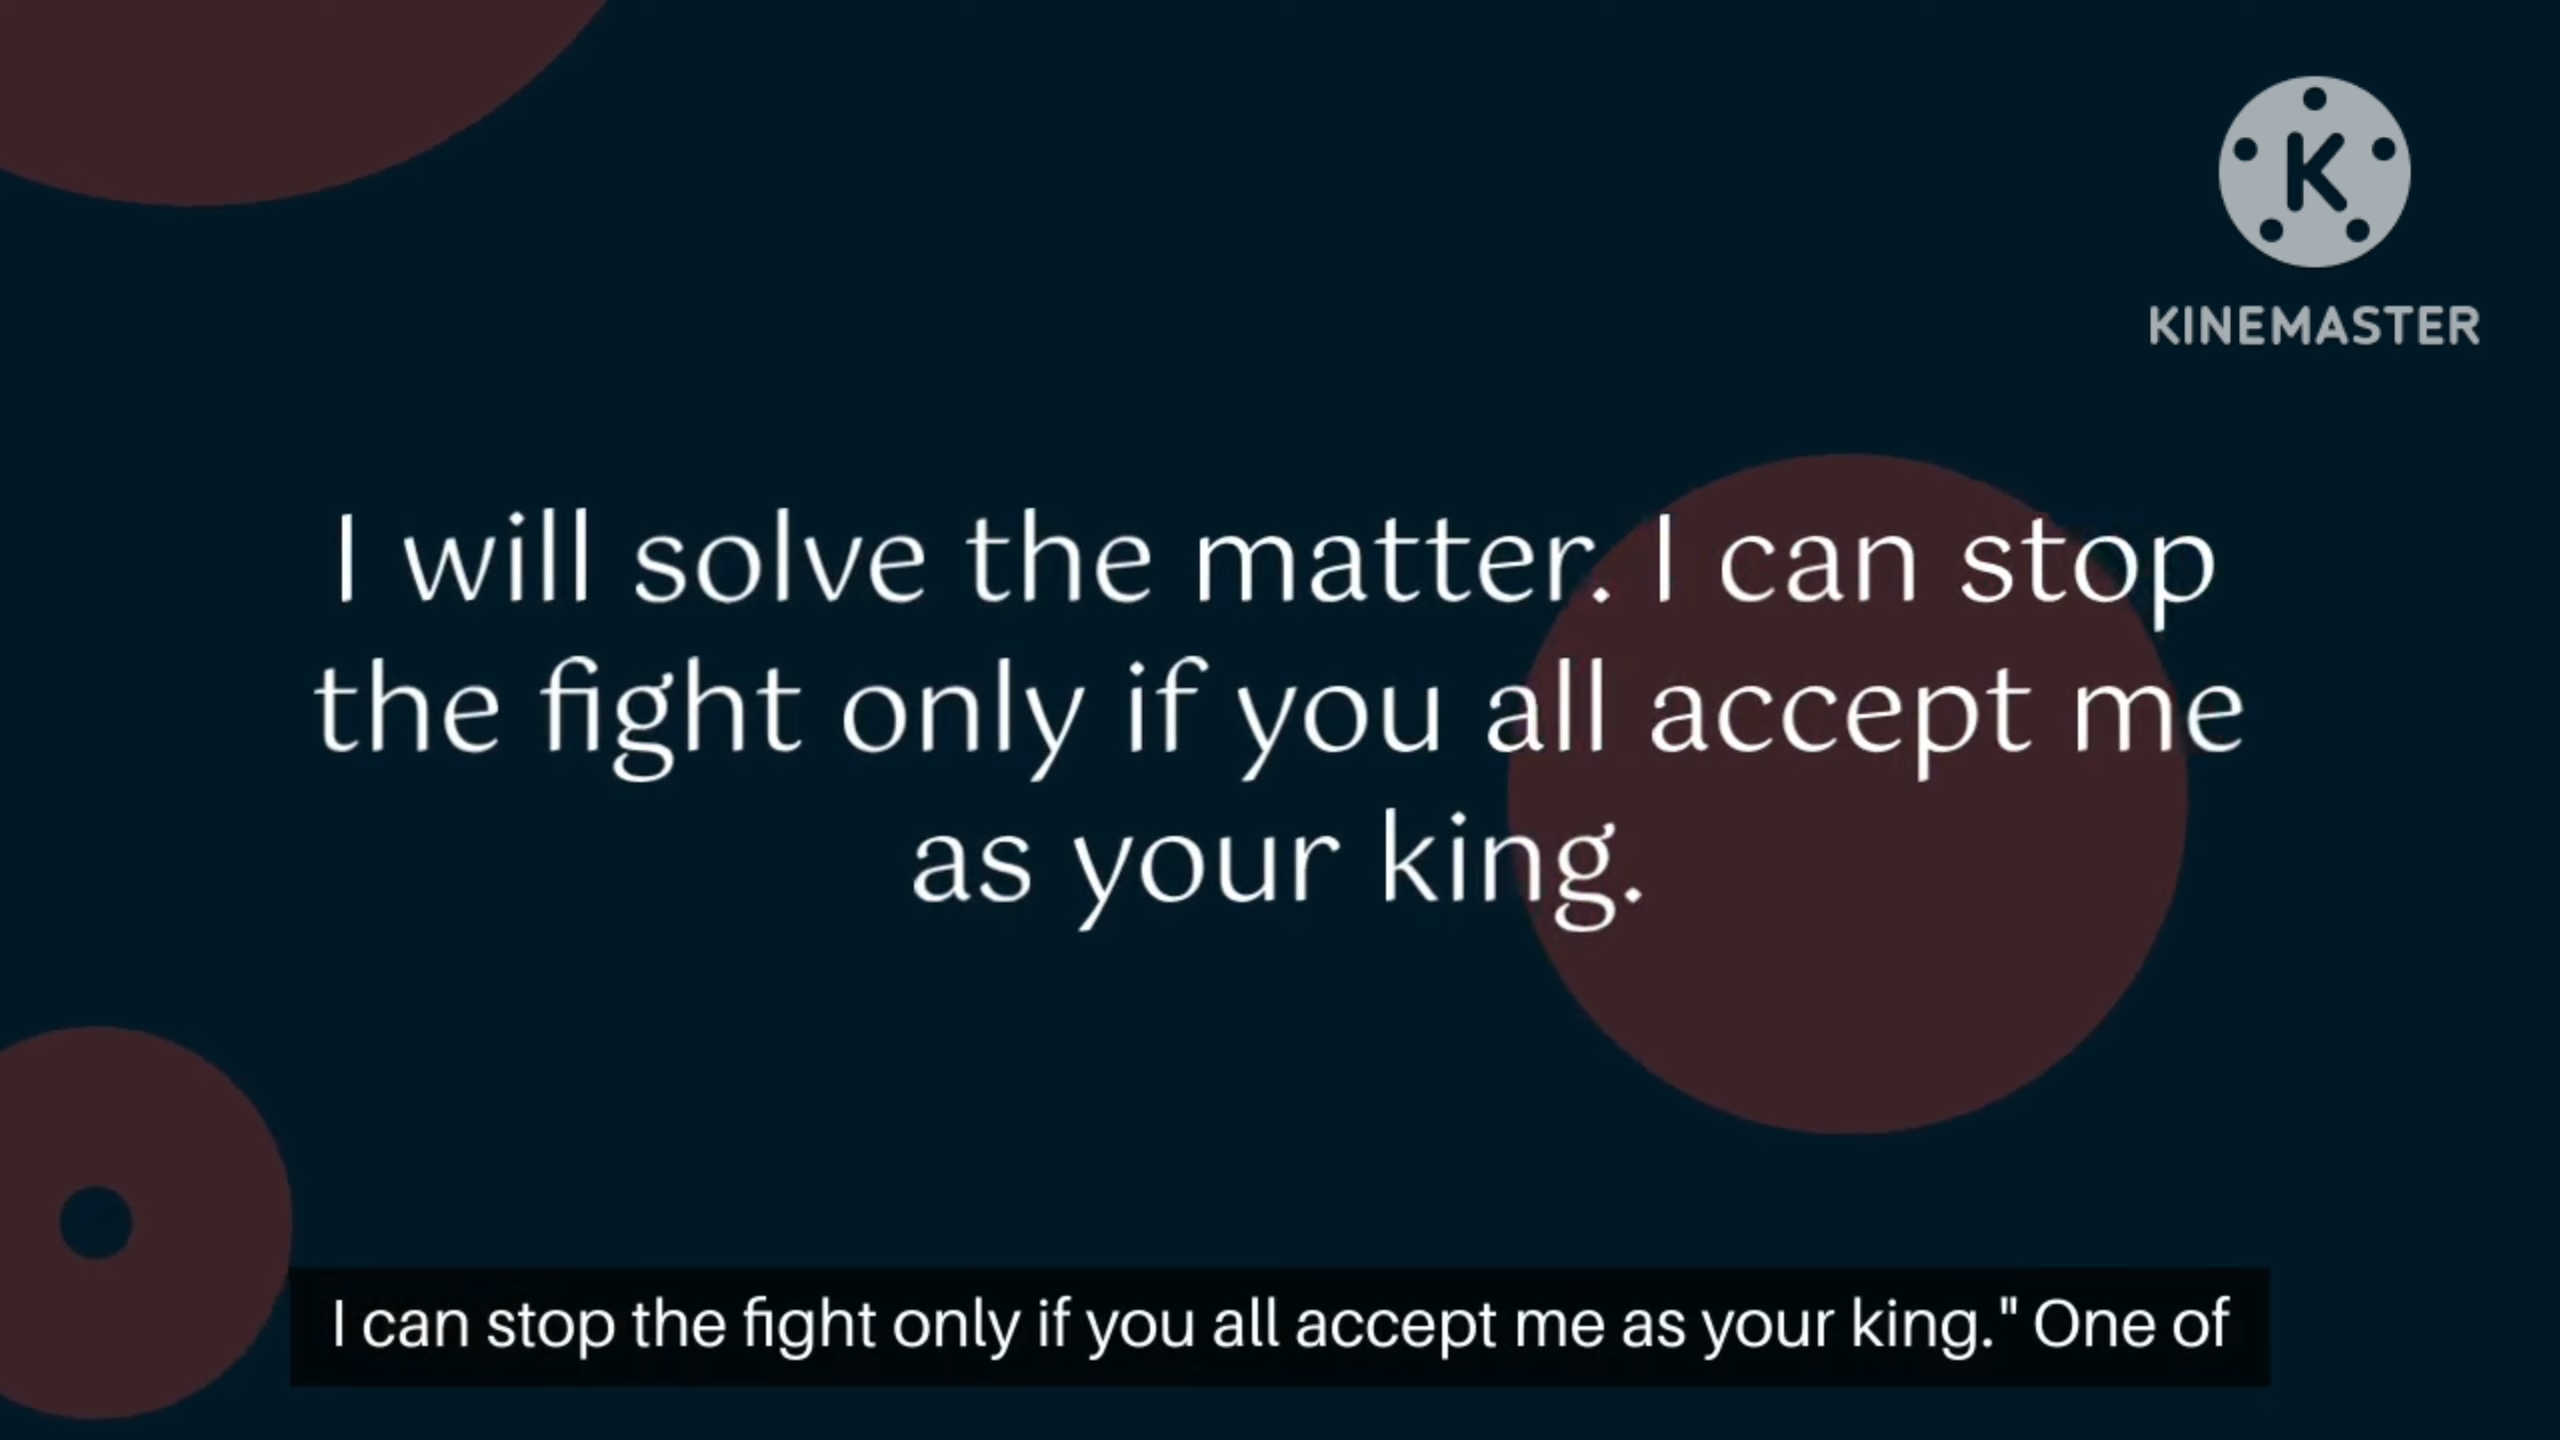 K
KINEMASTER
I will solve the matter. I can stop
the fight only if you all accept me
as your king.
I can stop the fight only if you all accept me as your king." One of